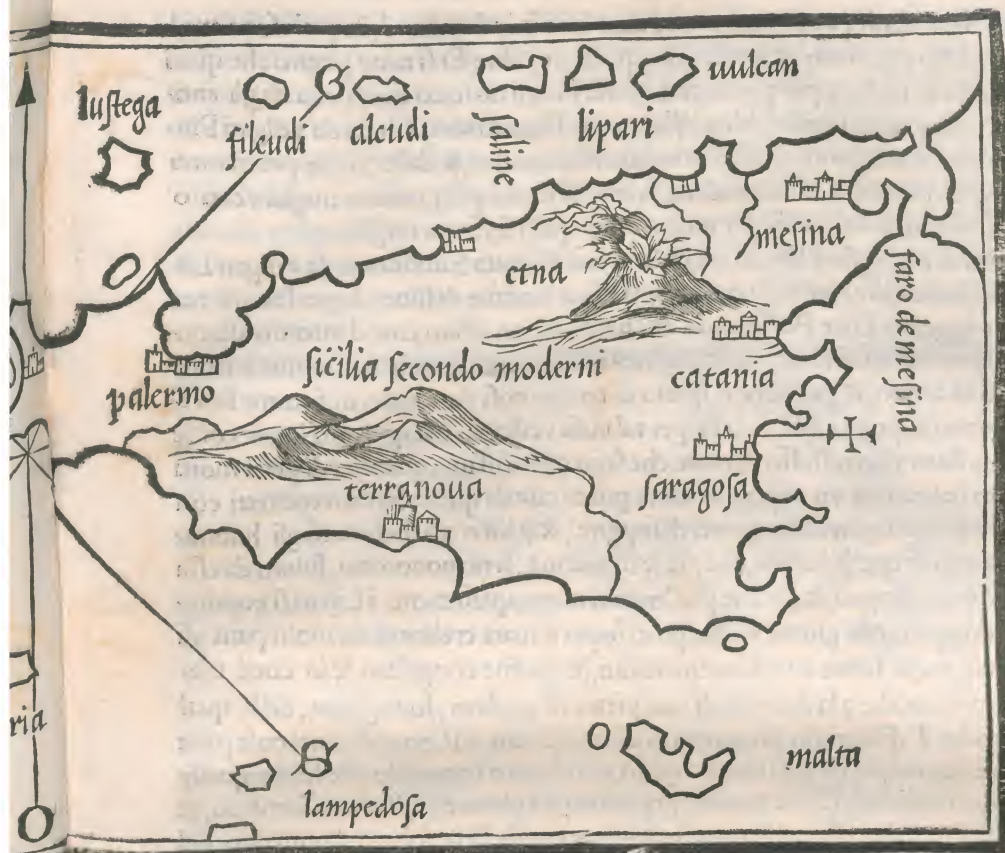 uulcan
luſtega
G
fileudi
aleudi
ſaline
lipari
meſina
etna
faro de meſina
ſicilia ſecondo moderni
catania
palermo
terranoua
ſaragoſa
ria
malta
G
lampedoſa